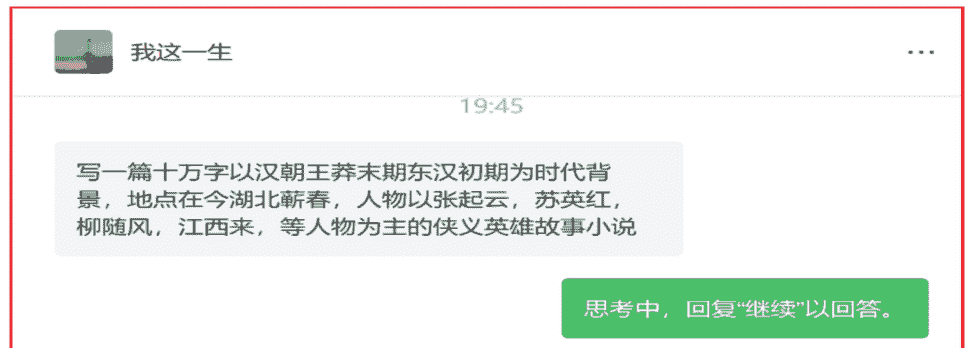 我这一生
19:45
写一篇十万字以汉朝王莽末期东汉初期为时代背
景，地点在今湖北蕲春，人物以张起云，苏英红，
柳随风，江西来，等人物为主的侠义英雄故事小说
思考中，回复“继续”以回答。